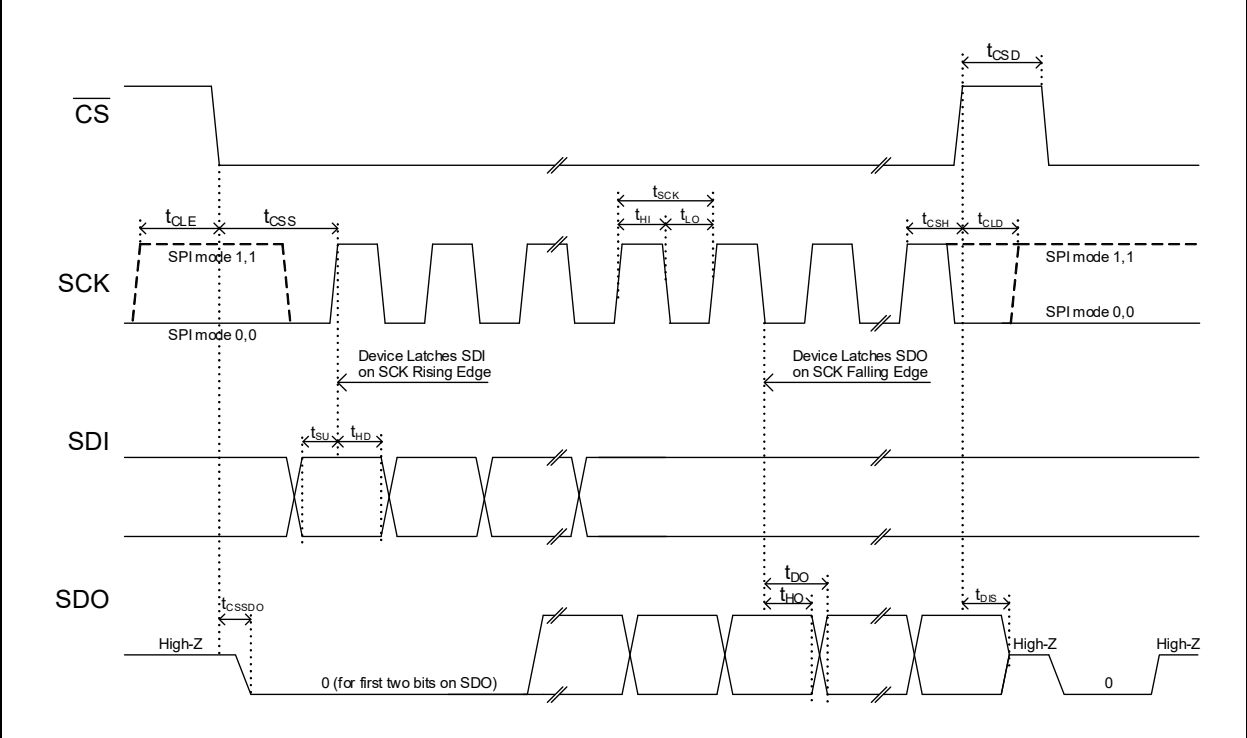 tCSD
CS
tSCK
tCLE
tCSS
tHI
tLO
tCSH
tCLD
SPI mode 1,1
SPI mode 1,1
SCK
SPI mode 0,0
SPI mode 0,0
Device Latches SDI
on SCK Rising Edge
Device Latches SDO
on SCK Falling Edge
SDI
tSU
tHD
tDO
SDO
tCSSDO
tHO
tDIS
High-Z
High-Z
High-Z
0 (for first two bits on SDO)
0